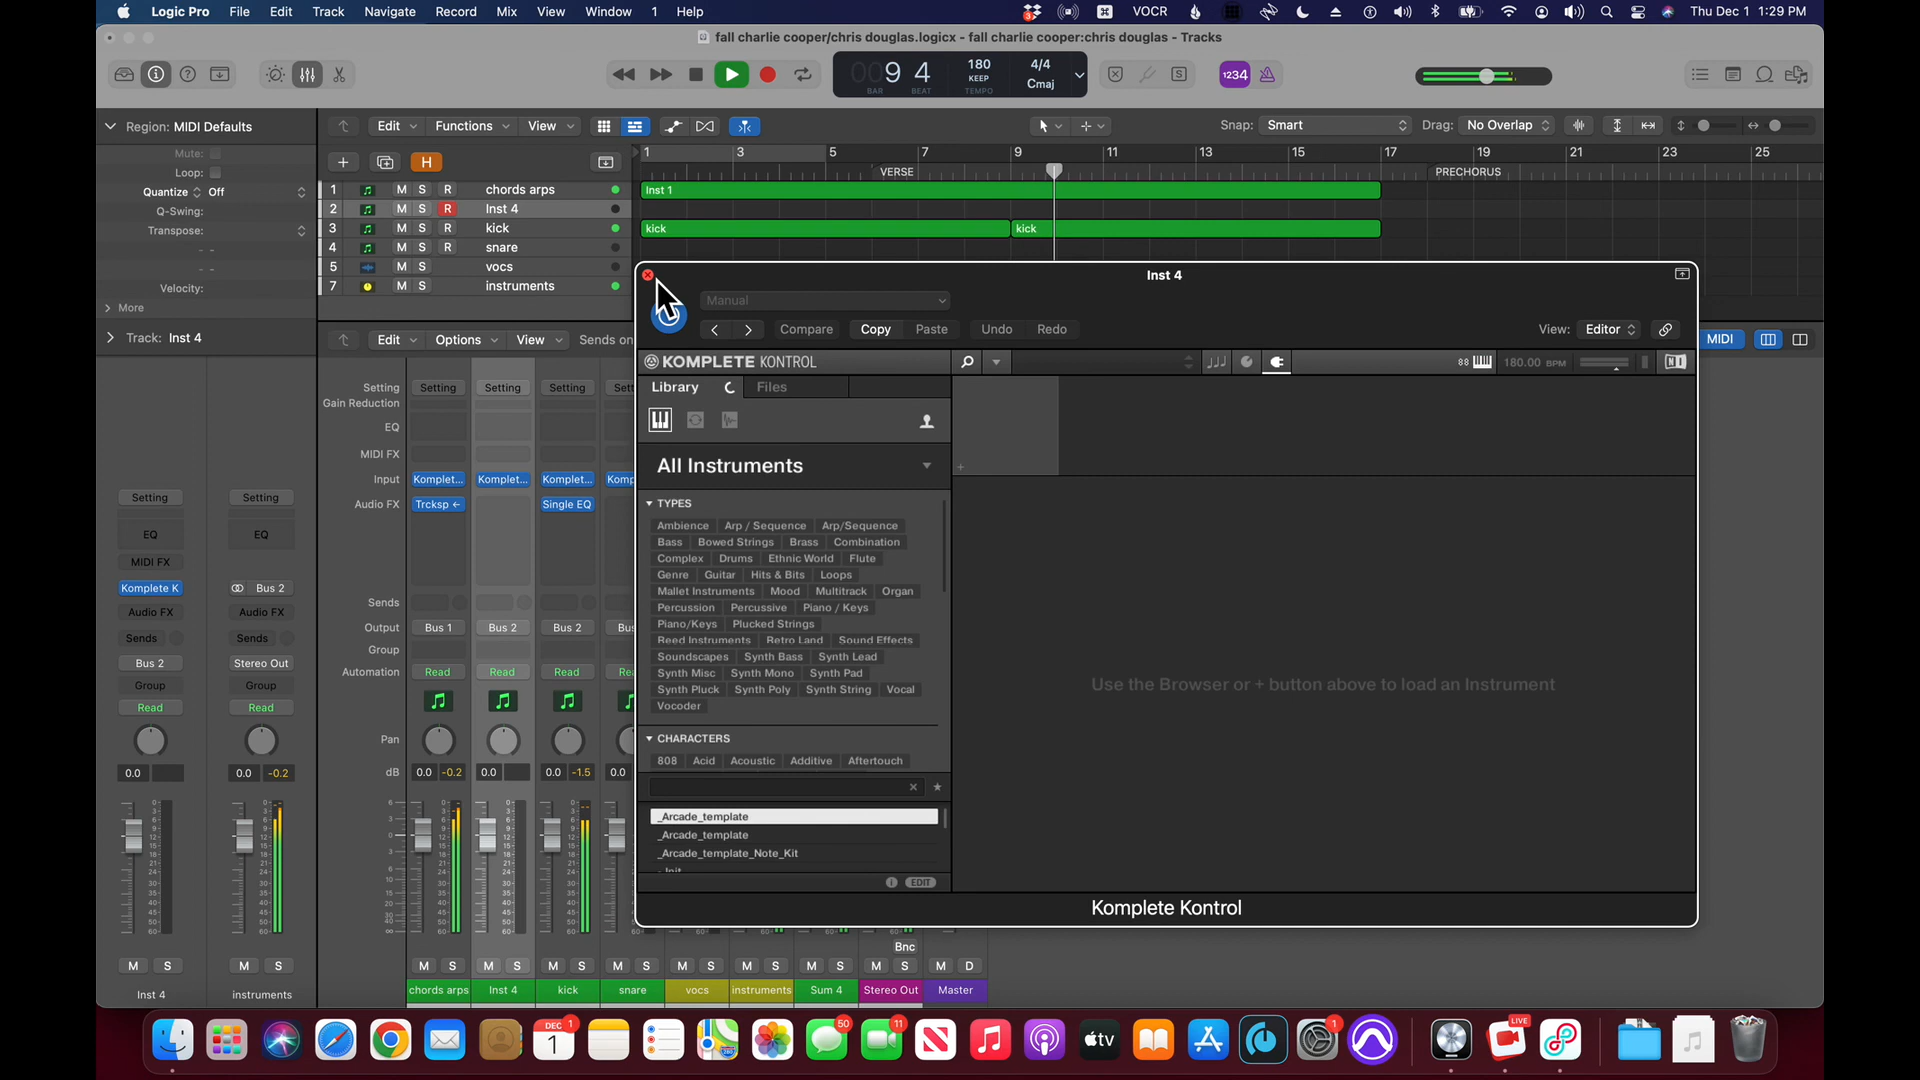 Logic Pro File Edit Track Navigate Record Mix View Window 1 Help VOCR Thu Dec 1 1:29 PM
fall charlie cooper/chris douglas.logicx - fall charlie cooper:chris douglas - Tracks
009 4 180 4/4
BAR BEAT KEEP TEMPO Cmaj 1234
Region: MIDI Defaults Edit Functions View Snap: Smart Drag: No Overlap
Mute:
Loop:
Quantize Off
Q-Swing:
Transpose:
Velocity:
More
Track: Inst 4
H 1 3 5 7 9 11 13 15 17 19 21 23 25
VERSE PRECHORUS
1 M S R chords arps Inst 1
2 M S R Inst 4
3 M S R kick kick kick
4 M S R snare
5 M S vocs
7 M S instruments
Edit Options View Sends on MIDI
Inst 4
Manual
Compare Copy Paste Undo Redo View: Editor
KOMPLETE KONTROL 88 180.00 BPM NI
Library Files
All Instruments
TYPES
Ambience Arp / Sequence Arp/Sequence
Bass Bowed Strings Brass Combination
Complex Drums Ethnic World Flute
Genre Guitar Hits & Bits Loops
Mallet Instruments Mood Multitrack Organ
Percussion Percussive Piano / Keys
Piano/Keys Plucked Strings
Reed Instruments Retro Land Sound Effects
Soundscapes Synth Bass Synth Lead
Synth Misc Synth Mono Synth Pad
Synth Pluck Synth Poly Synth String Vocal
Vocoder
CHARACTERS
808 Acid Acoustic Additive Aftertouch
_Arcade_template
_Arcade_template
_Arcade_template_Note_Kit
EDIT
Use the Browser or + button above to load an Instrument
Komplete Kontrol
Setting Setting Setting Setting
Gain Reduction
EQ
MIDI FX
Input Komplet... Komplet... Komplet... Komp
Audio FX Trcksp Single EQ
Sends
Output Bus 1 Bus 2 Bus 2
Group
Automation Read Read Read
Pan
dB 0.0 -0.2 0.0 0.0 -1.5 0.0
Setting Setting
EQ EQ
MIDI FX
Komplete K Bus 2
Audio FX Audio FX
Sends Sends
Bus 2 Stereo Out
Group Group
Read Read
0.0 0.0 -0.2
Bnc
M S M S M S M S M S M S M S M S M S M S M D
Inst 4 instruments chords arps Inst 4 kick snare vocs instruments Sum 4 Stereo Out Master
DEC 1
1
50
11
tv
1
LIVE